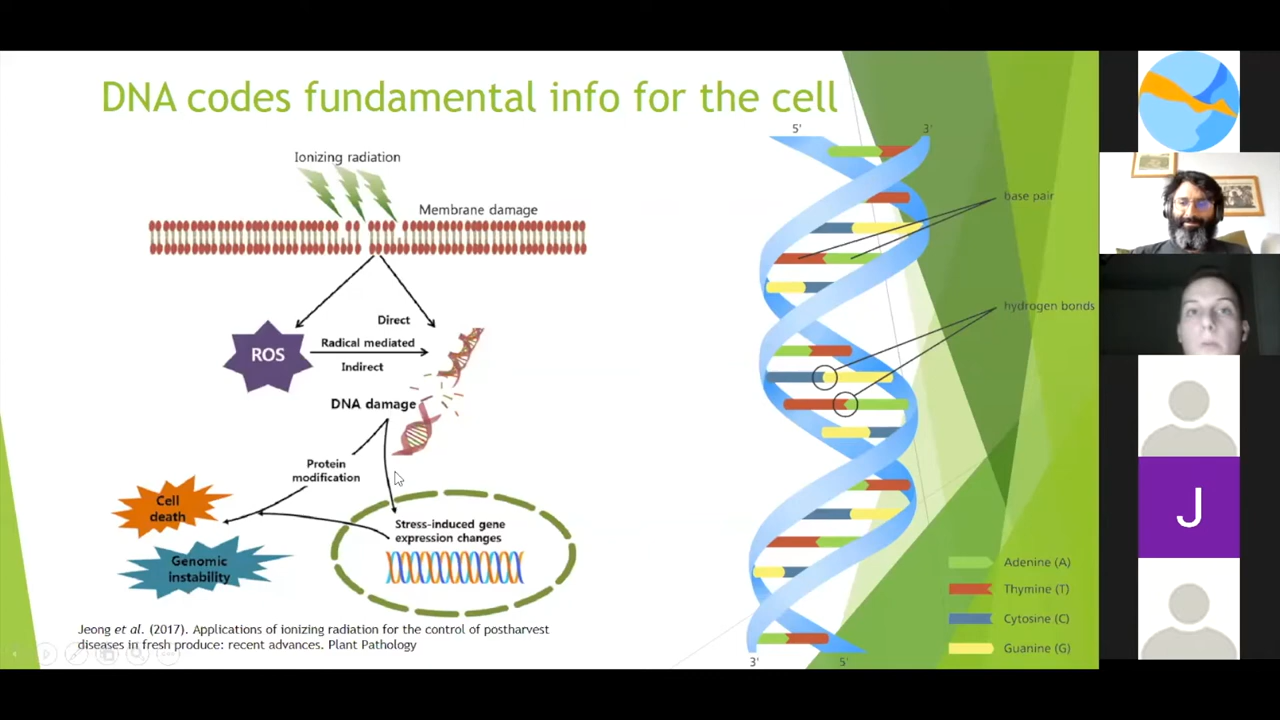 DNA codes fundamental info for the cell
Ionizing radiation
Membrane damage
Direct
ROS
Radical mediated
Indirect
DNA damage
Protein
modification
Cell
death
Stress-induced gene
expression changes
Genomic
instability
Jeong et al. (2017). Applications of ionizing radiation for the control of postharvest
diseases in fresh produce: recent advances. Plant Pathology
5'
3'
base pair
hydrogen bonds
Adenine (A)
Thymine (T)
Cytosine (C)
Guanine (G)
3'
5'
J